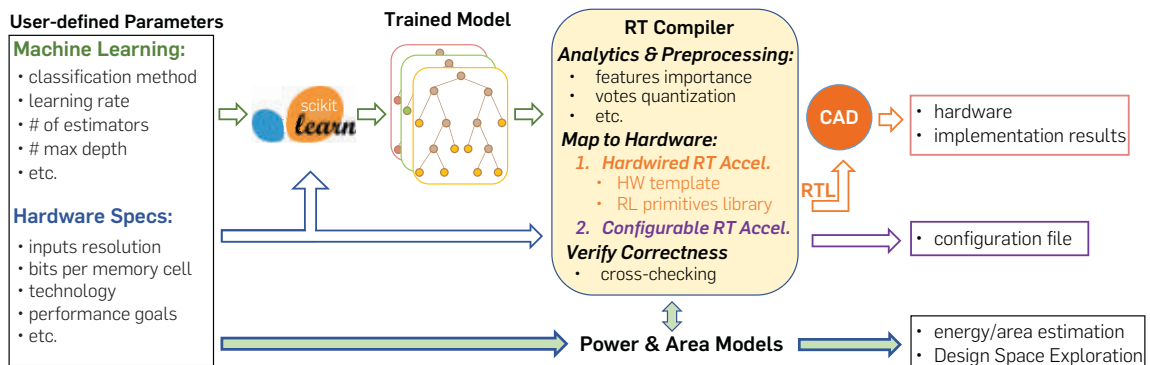 User-defined Parameters
Machine Learning:
• classification method
• learning rate
• # of estimators
• # max depth
• etc.
Hardware Specs:
• inputs resolution
• bits per memory cell
• technology
• performance goals
• etc.
scikit
learn
Trained Model
RT Compiler
Analytics & Preprocessing:
• features importance
• votes quantization
• etc.
Map to Hardware:
1. Hardwired RT Accel.
• HW template
• RL primitives library
2. Configurable RT Accel.
Verify Correctness
• cross-checking
Power & Area Models
CAD
RTL
• hardware
• implementation results
• configuration file
• energy/area estimation
• Design Space Exploration